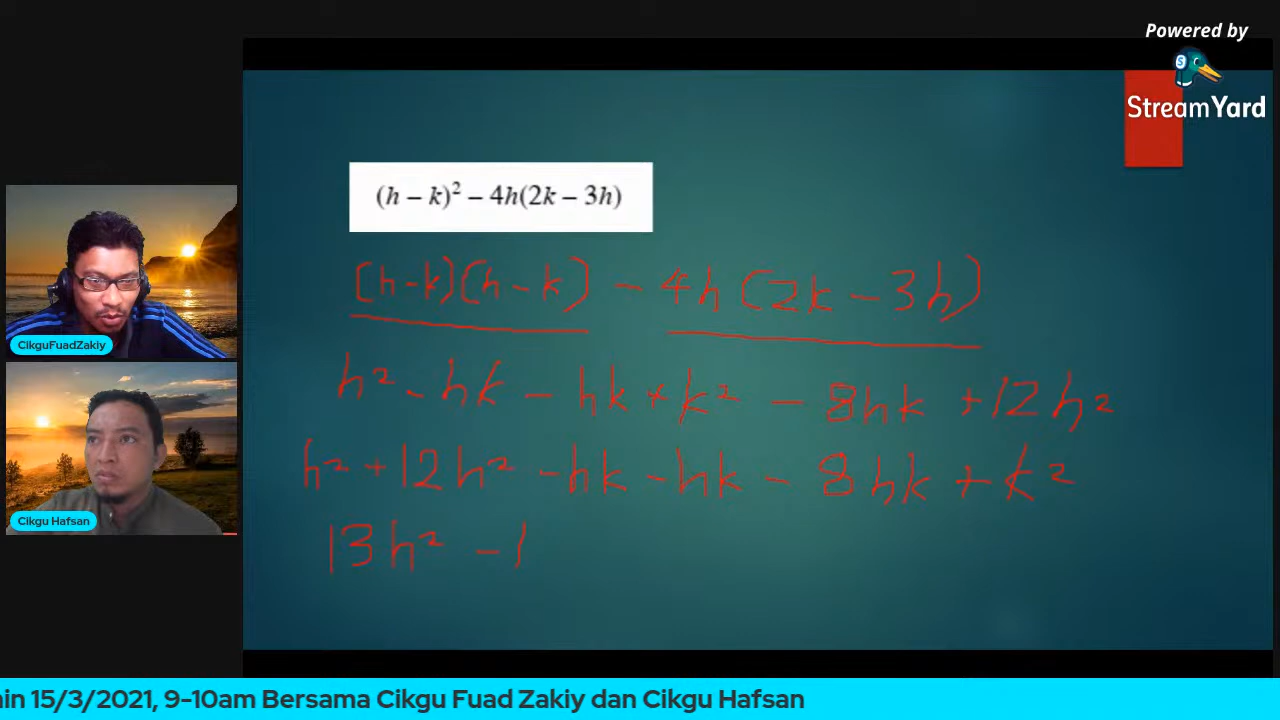 Powered by
StreamYard
(h – k)² – 4h(2k – 3h)
(h-k)(h-k) - 4h(2k-3h)
h² - hk - hk + k² - 8hk + 12h²
h² + 12h² - hk - hk - 8hk + k²
13h² - 1
CikguFuadZakiy
Cikgu Hafsan
in 15/3/2021, 9-10am Bersama Cikgu Fuad Zakiy dan Cikgu Hafsan